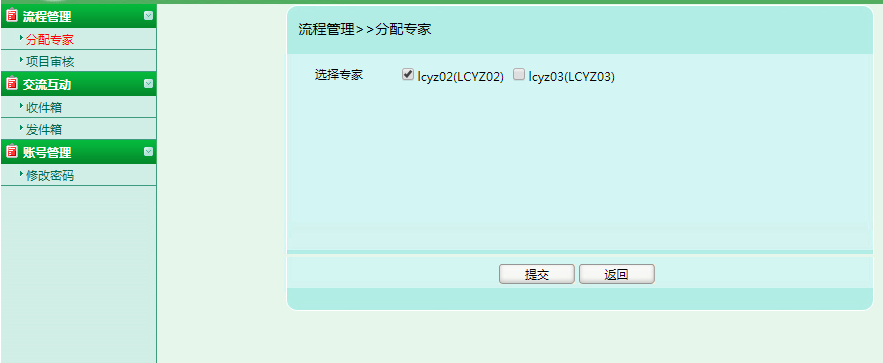 流程管理
分配专家
项目审核
交流互动
收件箱
发件箱
账号管理
修改密码
流程管理>>分配专家
选择专家 lcyz02(LCYZ02) lcyz03(LCYZ03)
提交 返回